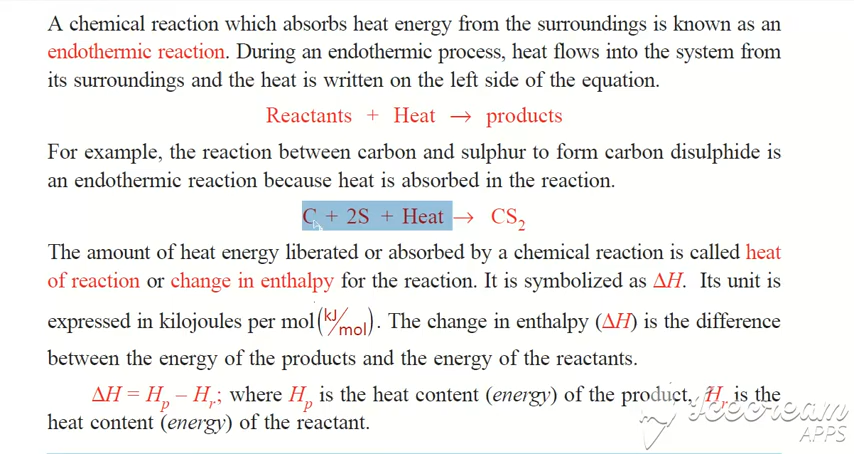 A chemical reaction which absorbs heat energy from the surroundings is known as an
endothermic reaction. During an endothermic process, heat flows into the system from
its surroundings and the heat is written on the left side of the equation.
Reactants + Heat → products
For example, the reaction between carbon and sulphur to form carbon disulphide is
an endothermic reaction because heat is absorbed in the reaction.
C + 2S + Heat → CS₂
The amount of heat energy liberated or absorbed by a chemical reaction is called heat
of reaction or change in enthalpy for the reaction. It is symbolized as ΔH. Its unit is
expressed in kilojoules per mol(kJ/mol). The change in enthalpy (ΔH) is the difference
between the energy of the products and the energy of the reactants.
ΔH = Hₚ – Hᵣ; where Hₚ is the heat content (energy) of the product, Hᵣ is the
heat content (energy) of the reactant.
Icecream
APPS